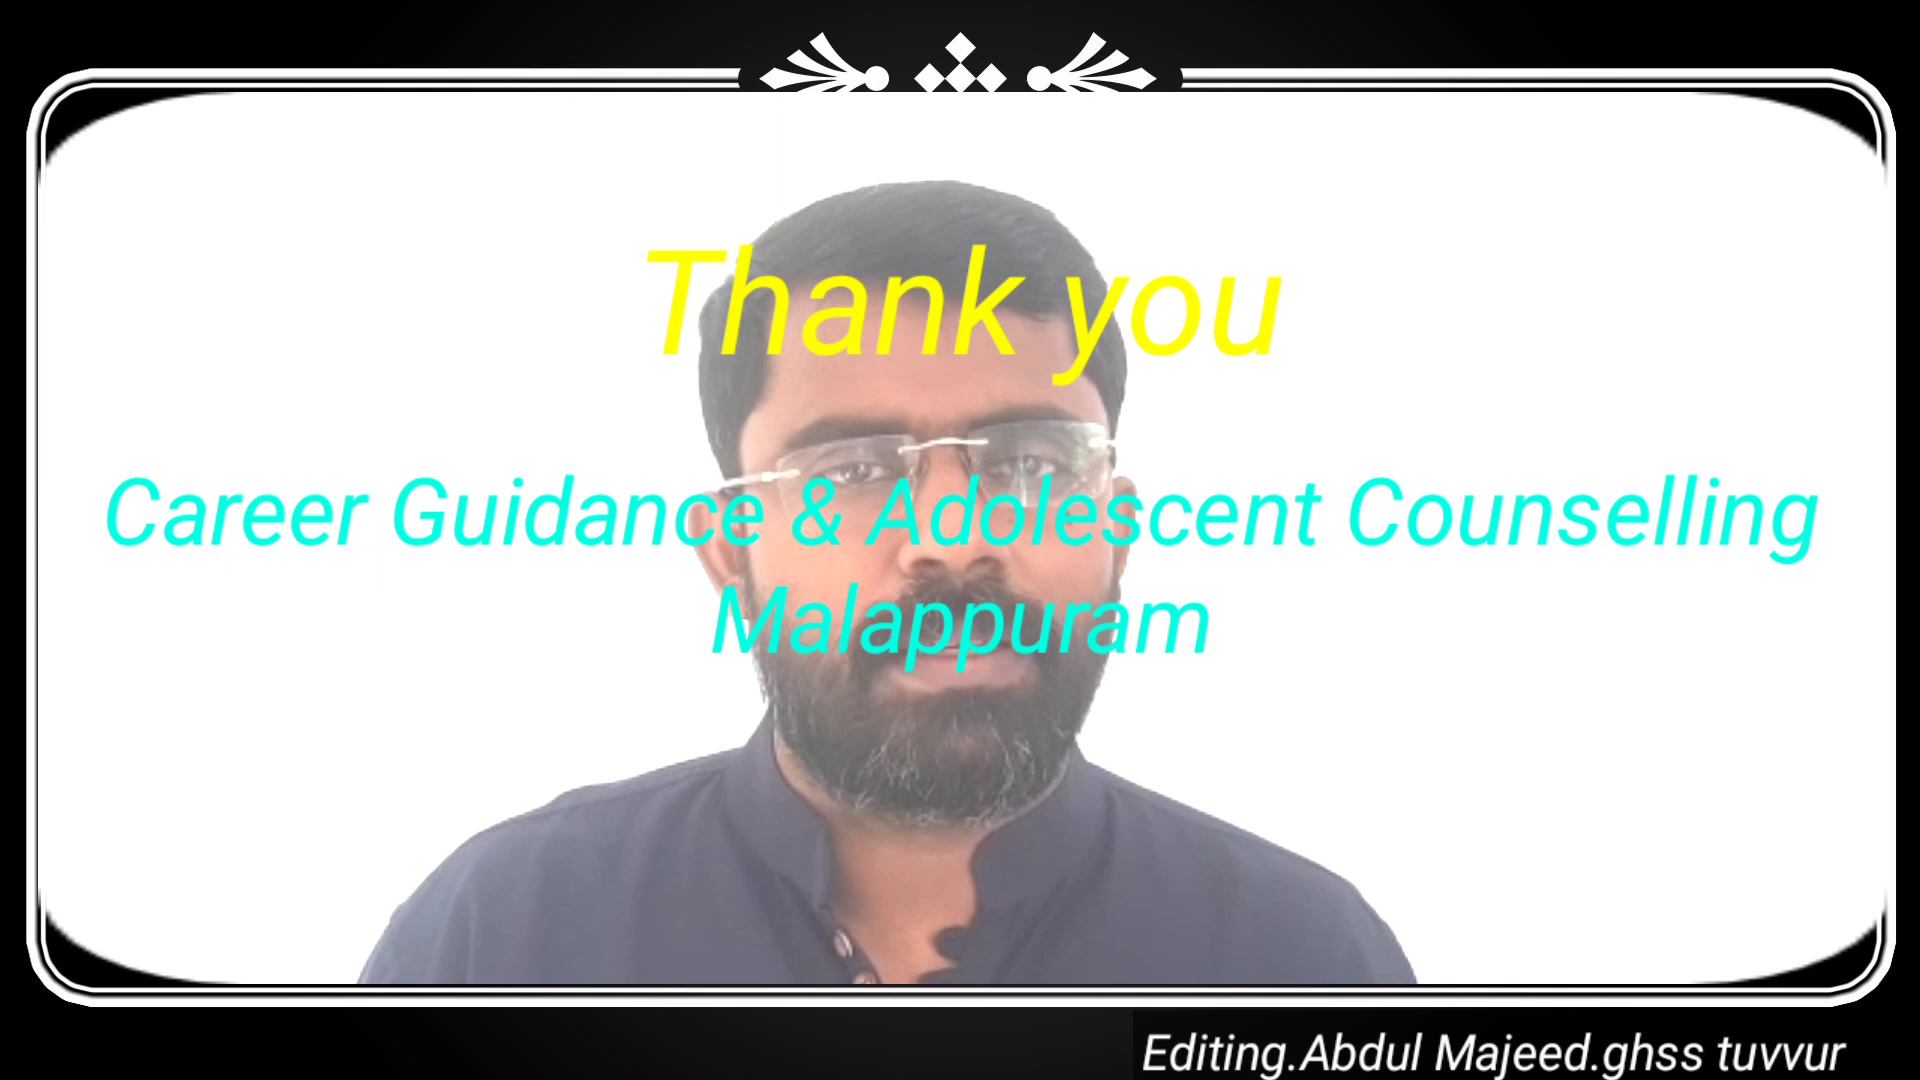 Thank you
Career Guidance & Adolescent Counselling
Malappuram
Editing.Abdul Majeed.ghss tuvvur